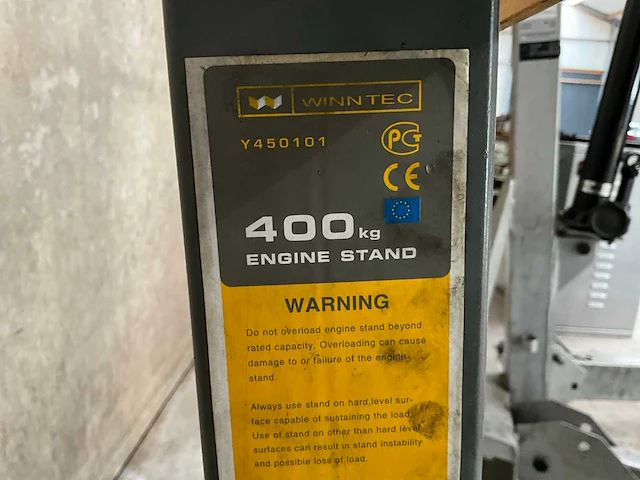 WINNTEC
Y450101
PCT
CE
400 kg
ENGINE STAND
WARNING
Do not overload engine stand beyond
rated capacity. Overloading can cause
damage to or failure of the engine
stand.
Always use stand on hard,level sur-
face capable of sustaining the load.
Use of stand on other than hard level
surfaces can result in stand instability
and possible loss of load.